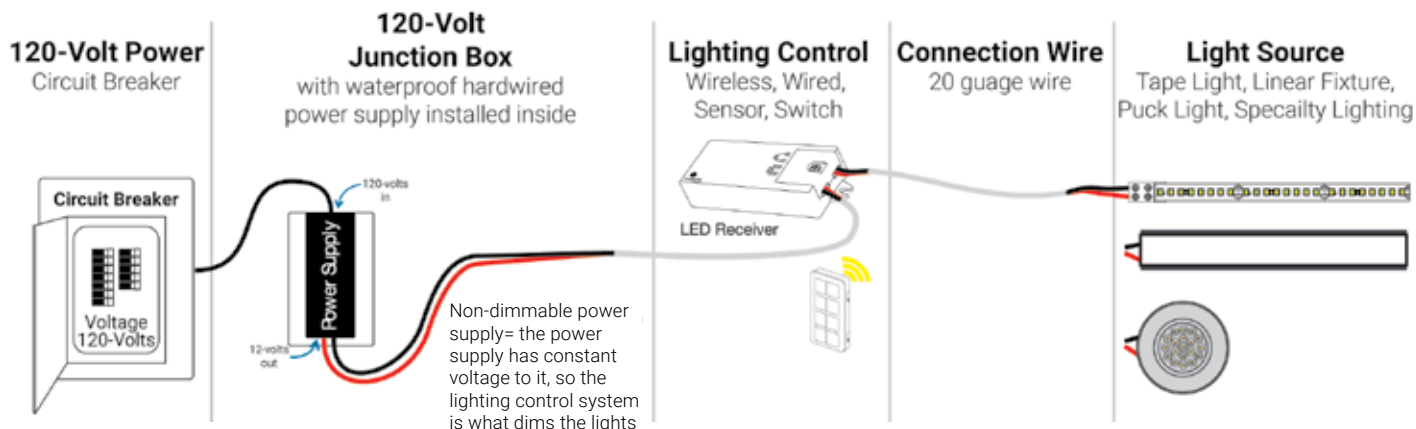 120-Volt Power
Circuit Breaker
120-Volt
Junction Box
with waterproof hardwired
power supply installed inside
Lighting Control
Wireless, Wired,
Sensor, Switch
Connection Wire
20 guage wire
Light Source
Tape Light, Linear Fixture,
Puck Light, Specailty Lighting
Circuit Breaker
Voltage
120-Volts
120-volts
in
Power Supply
12-volts
out
Non-dimmable power
supply= the power
supply has constant
voltage to it, so the
lighting control system
is what dims the lights
LED Receiver